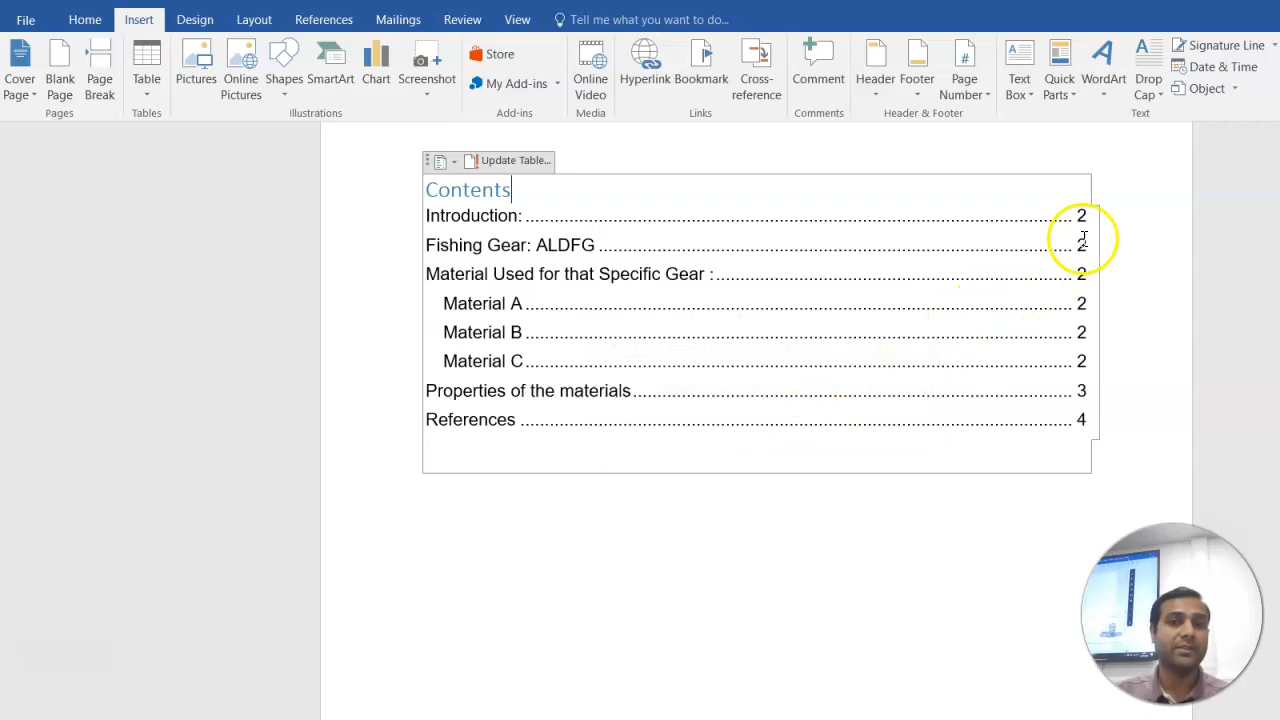 File Home Insert Design Layout References Mailings Review View Tell me what you want to do...
Cover Page Blank Page Page Break Table Pictures Online Pictures Shapes SmartArt Chart Screenshot Store My Add-ins Online Video Hyperlink Bookmark Cross-reference Comment Header Footer Page Number Text Box Quick Parts WordArt Drop Cap Signature Line Date & Time Object
Pages Tables Illustrations Add-ins Media Links Comments Header & Footer Text
Update Table...
Contents
Introduction: ........ 2
Fishing Gear: ALDFG ........ 2
Material Used for that Specific Gear : ........ 2
Material A ........ 2
Material B ........ 2
Material C ........ 2
Properties of the materials ........ 3
References ........ 4